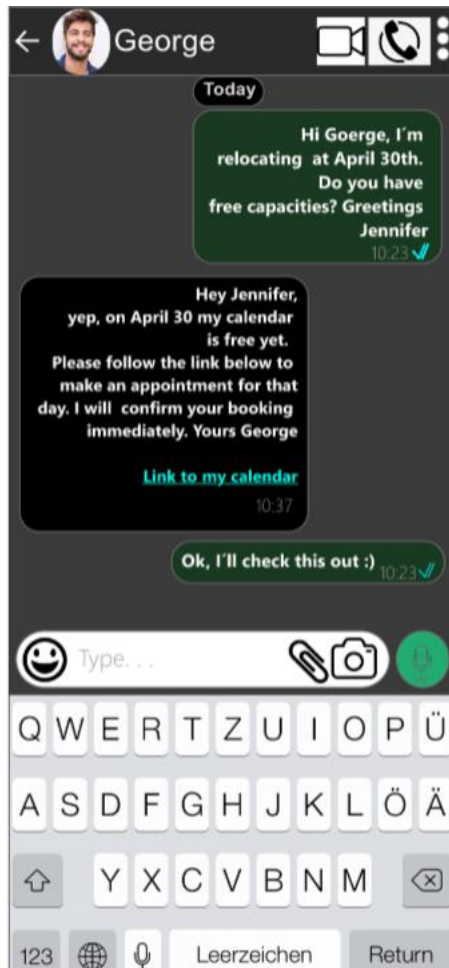 George
Today
Hi Goerge, I´m
relocating at April 30th.
Do you have
free capacities? Greetings
Jennifer
10:23
Hey Jennifer,
yep, on April 30 my calendar
is free yet.
Please follow the link below to
make an appointment for that
day. I will confirm your booking
immediately. Yours George
Link to my calendar
10:37
Ok, I´ll check this out :)
10:23
Type. . .
Q W E R T Z U I O P Ü
A S D F G H J K L Ö Ä
Y X C V B N M
123 Leerzeichen Return